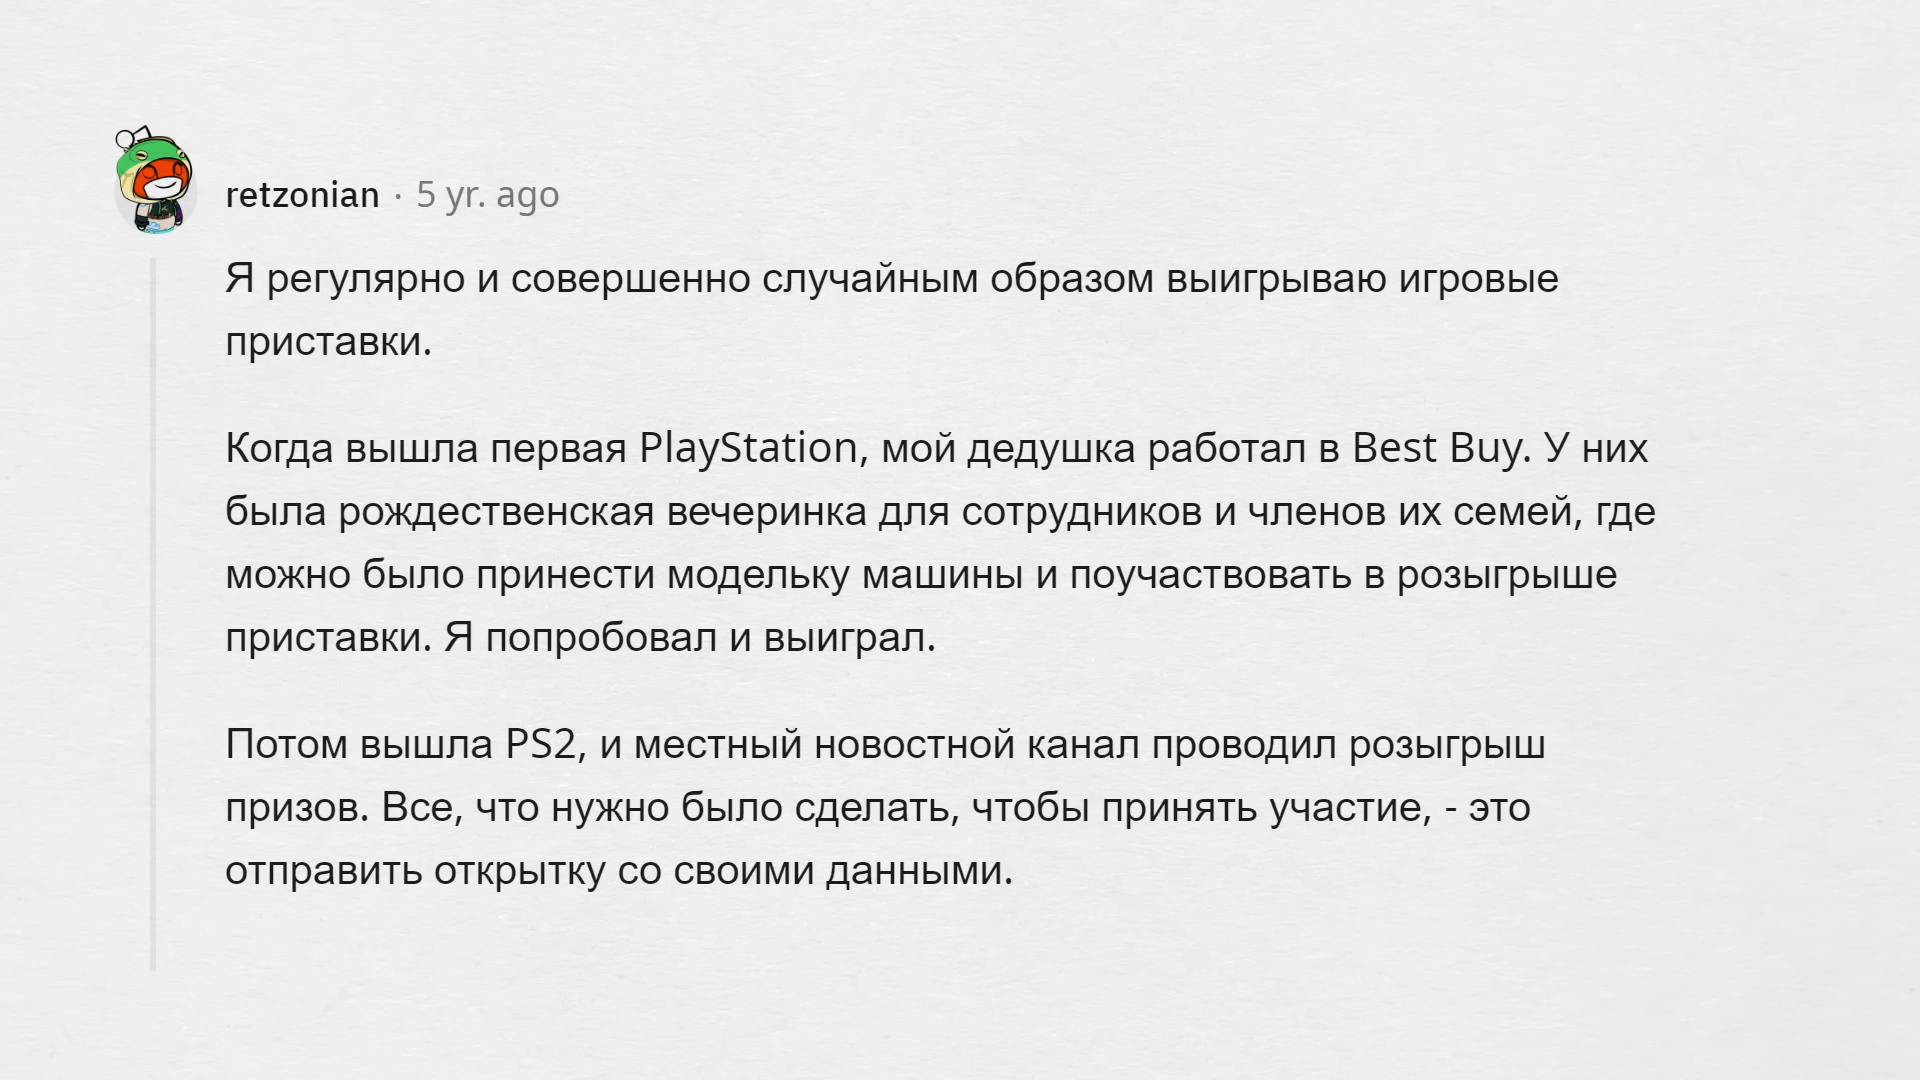 retzonian · 5 yr. ago
Я регулярно и совершенно случайным образом выигрываю игровые
приставки.
Когда вышла первая PlayStation, мой дедушка работал в Best Buy. У них
была рождественская вечеринка для сотрудников и членов их семей, где
можно было принести модельку машины и поучаствовать в розыгрыше
приставки. Я попробовал и выиграл.
Потом вышла PS2, и местный новостной канал проводил розыгрыш
призов. Все, что нужно было сделать, чтобы принять участие, - это
отправить открытку со своими данными.